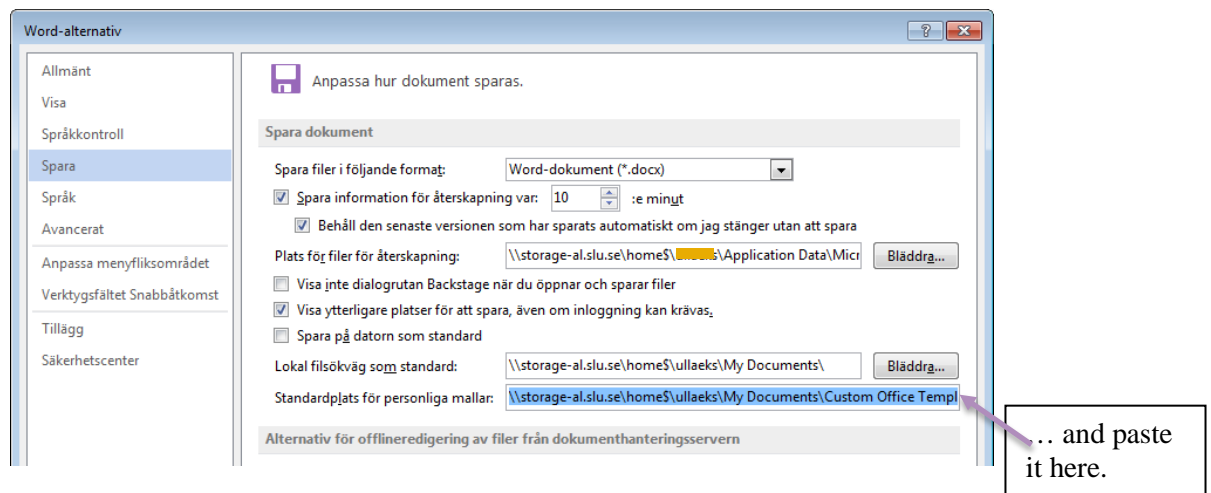 Word-alternativ
Allmänt
Visa
Språkkontroll
Spara
Språk
Avancerat
Anpassa menyfliksområdet
Verktygsfältet Snabbåtkomst
Tillägg
Säkerhetscenter
Anpassa hur dokument sparas.
Spara dokument
Spara filer i följande format: Word-dokument (*.docx)
Spara information för återskapning var: 10 :e minut
Behåll den senaste versionen som har sparats automatiskt om jag stänger utan att spara
Plats för filer för återskapning: \\storage-al.slu.se\home$\ \Application Data\Micr Bläddra...
Visa inte dialogrutan Backstage när du öppnar och sparar filer
Visa ytterligare platser för att spara, även om inloggning kan krävas.
Spara på datorn som standard
Lokal filsökväg som standard: \\storage-al.slu.se\home$\ullaeks\My Documents\ Bläddra...
Standardplats för personliga mallar: \\storage-al.slu.se\home$\ullaeks\My Documents\Custom Office Templ
Alternativ för offlineredigering av filer från dokumenthanteringsservern
… and paste
it here.